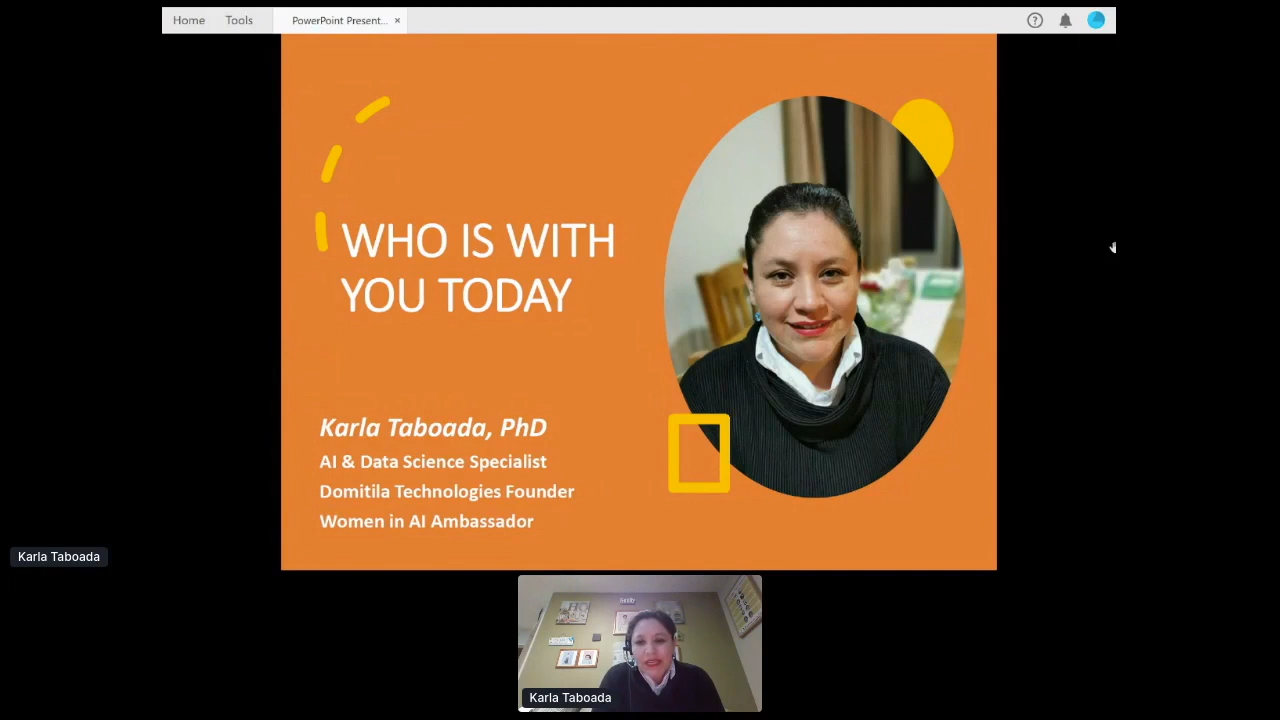 Home Tools PowerPoint Present... ×
WHO IS WITH
YOU TODAY
Karla Taboada, PhD
AI & Data Science Specialist
Domitila Technologies Founder
Women in AI Ambassador
Karla Taboada
family
Karla Taboada